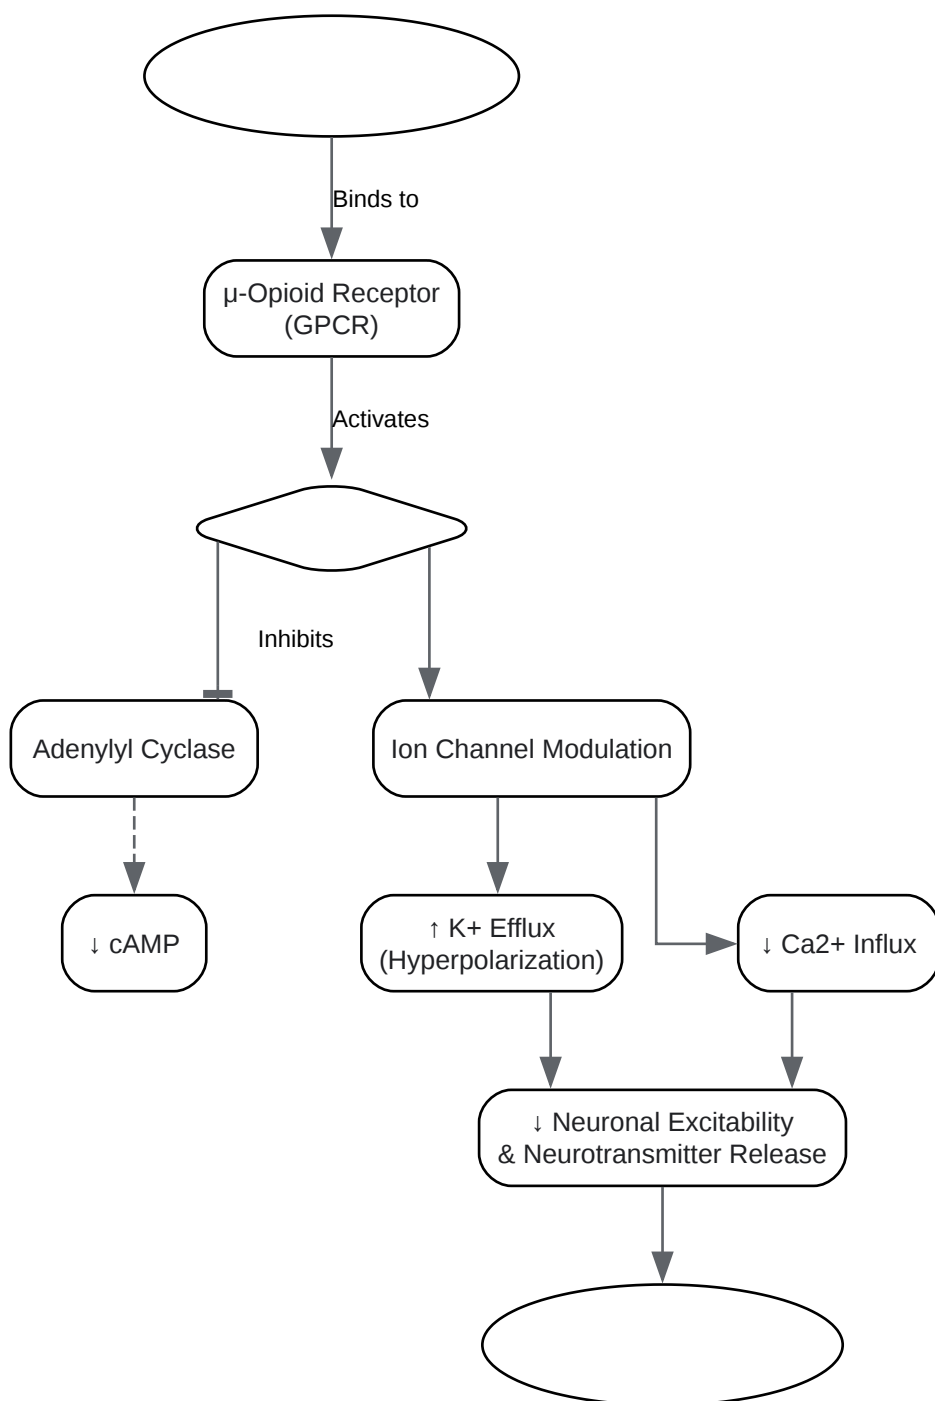 Binds to
μ-Opioid Receptor
(GPCR)
Activates
Inhibits
Adenylyl Cyclase
Ion Channel Modulation
↓ cAMP
↑ K+ Efflux
(Hyperpolarization)
↓ Ca2+ Influx
↓ Neuronal Excitability
& Neurotransmitter Release